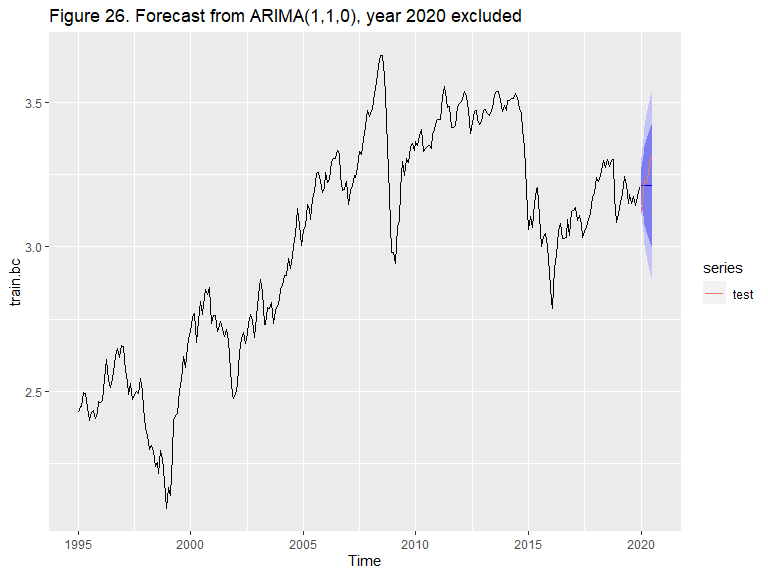 Figure 26. Forecast from ARIMA(1,1,0), year 2020 excluded
3.5
3.0
2.5
train.bc
1995
2000
2005
2010
2015
2020
Time
series
test